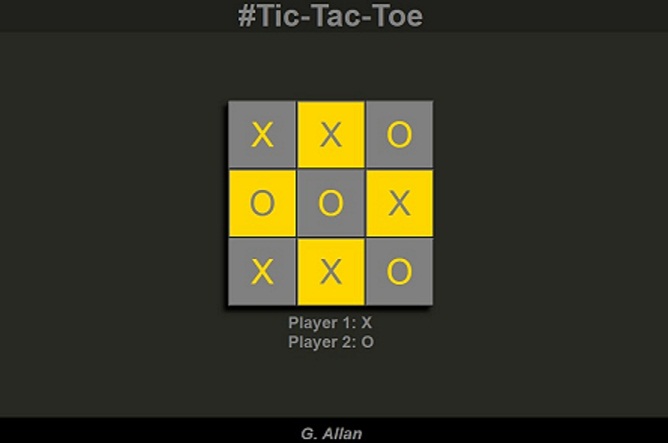 #Tic-Tac-Toe
X X O
O O X
X X O
Player 1: X
Player 2: O
G. Allan